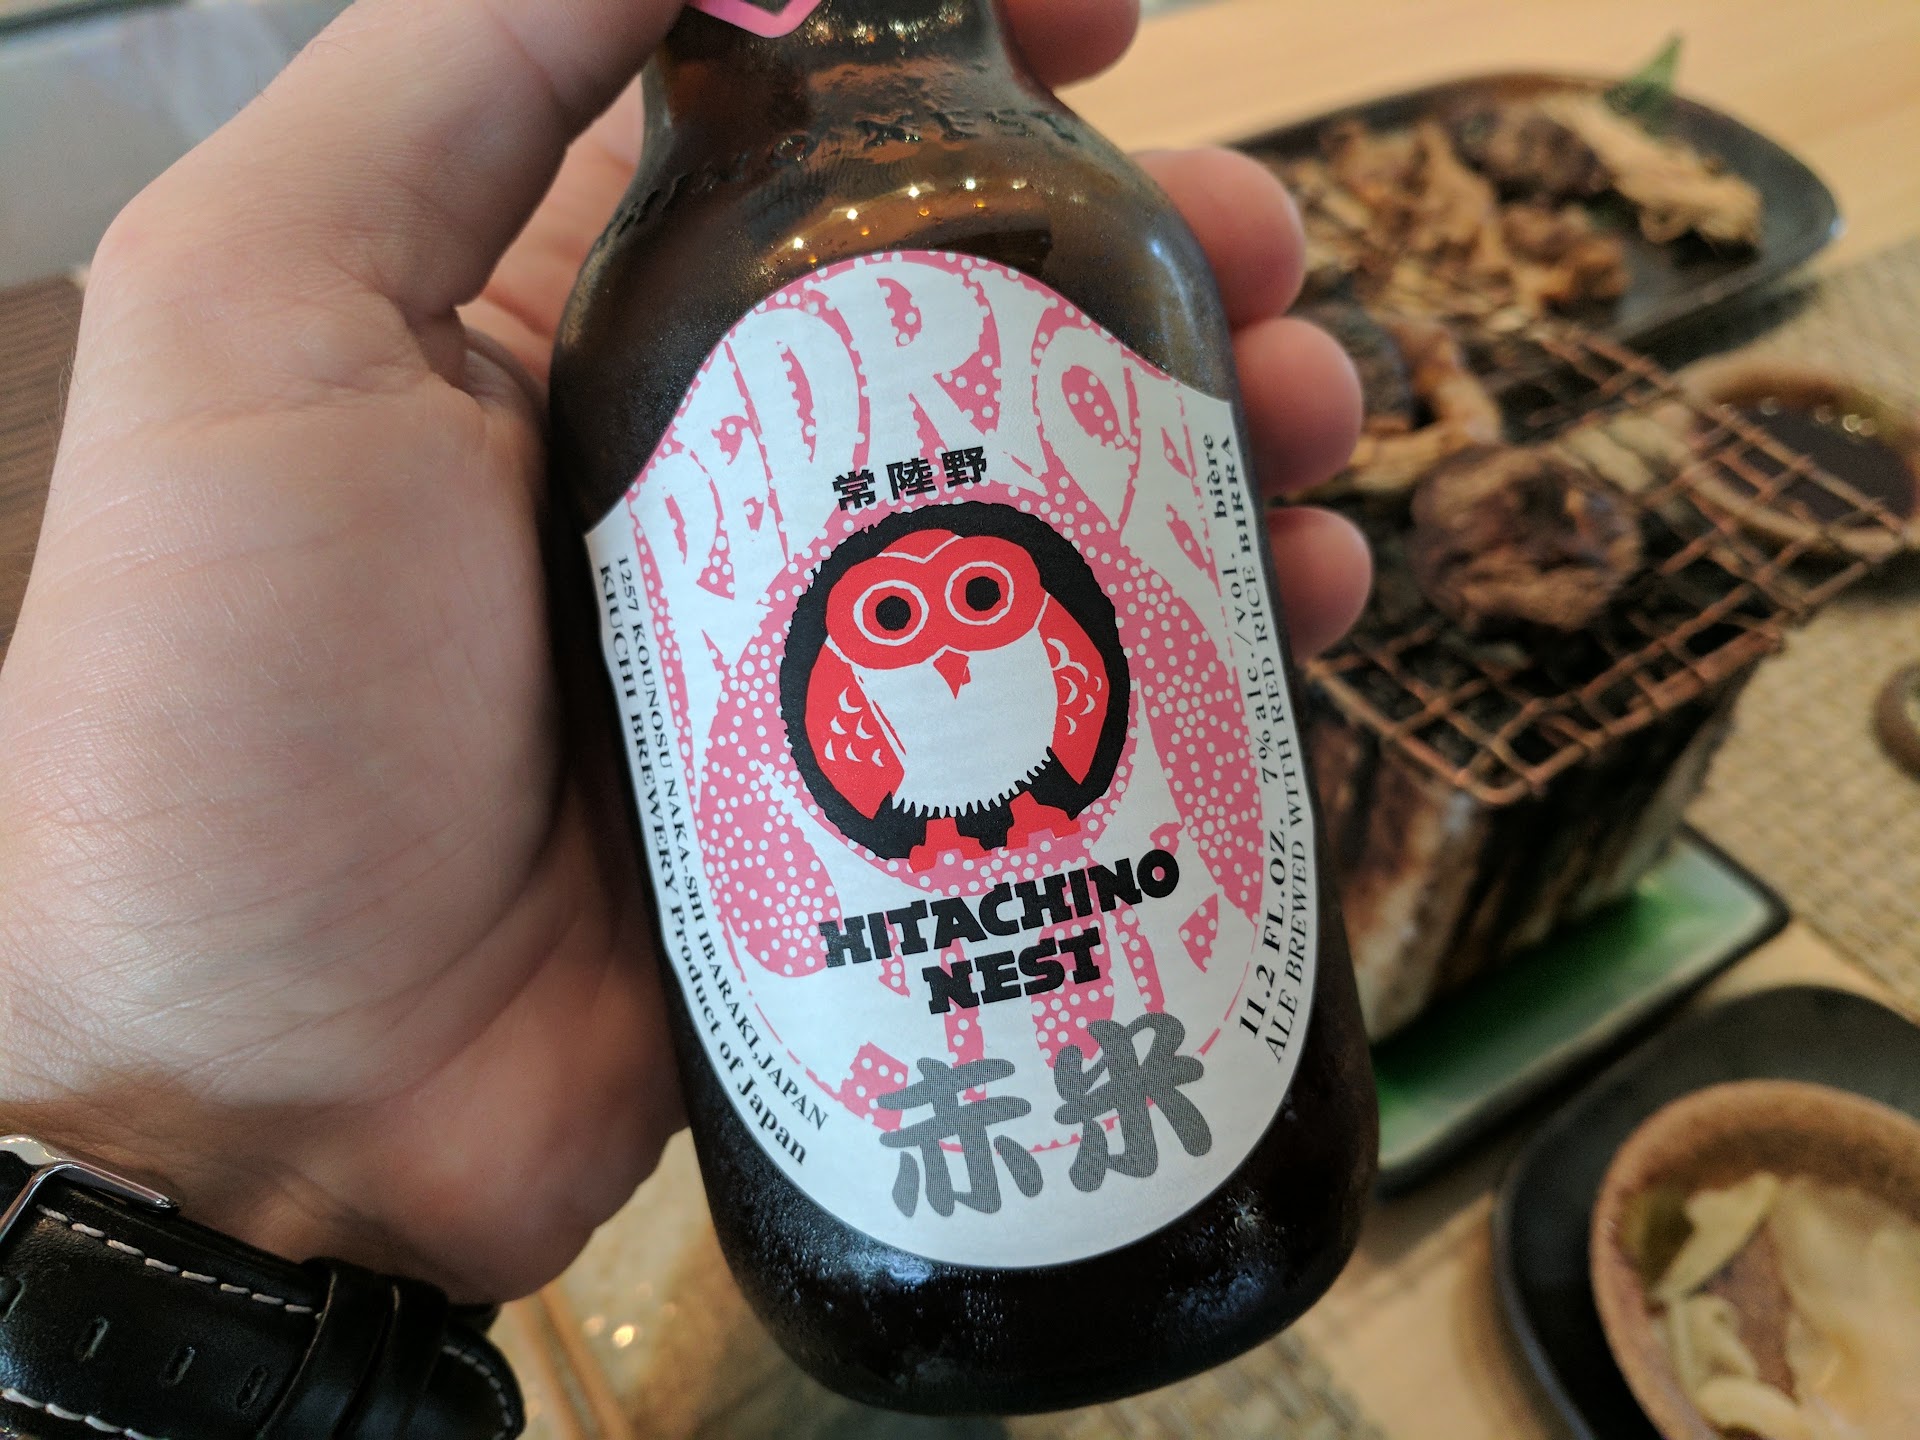 NEST
RED RICE
常陸野
HITACHINO
NEST
赤米
1257 KOUNOSU NAKA-SHI IBARAKI,JAPAN
KIUCHI BREWERY Product of Japan
11.2 FL.OZ. 7% alc./vol. bière
ALE BREWED WITH RED RICE BIRRA